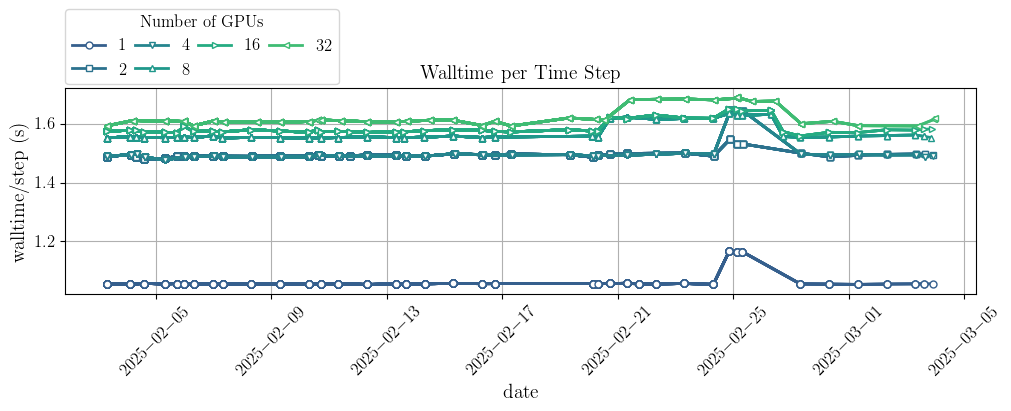 Number of GPUs
1 4 16 32
2 8
Walltime per Time Step
walltime/step (s)
1.6
1.4
1.2
2025−02−05
2025−02−09
2025−02−13
2025−02−17
2025−02−21
2025−02−25
2025−03−01
2025−03−05
date